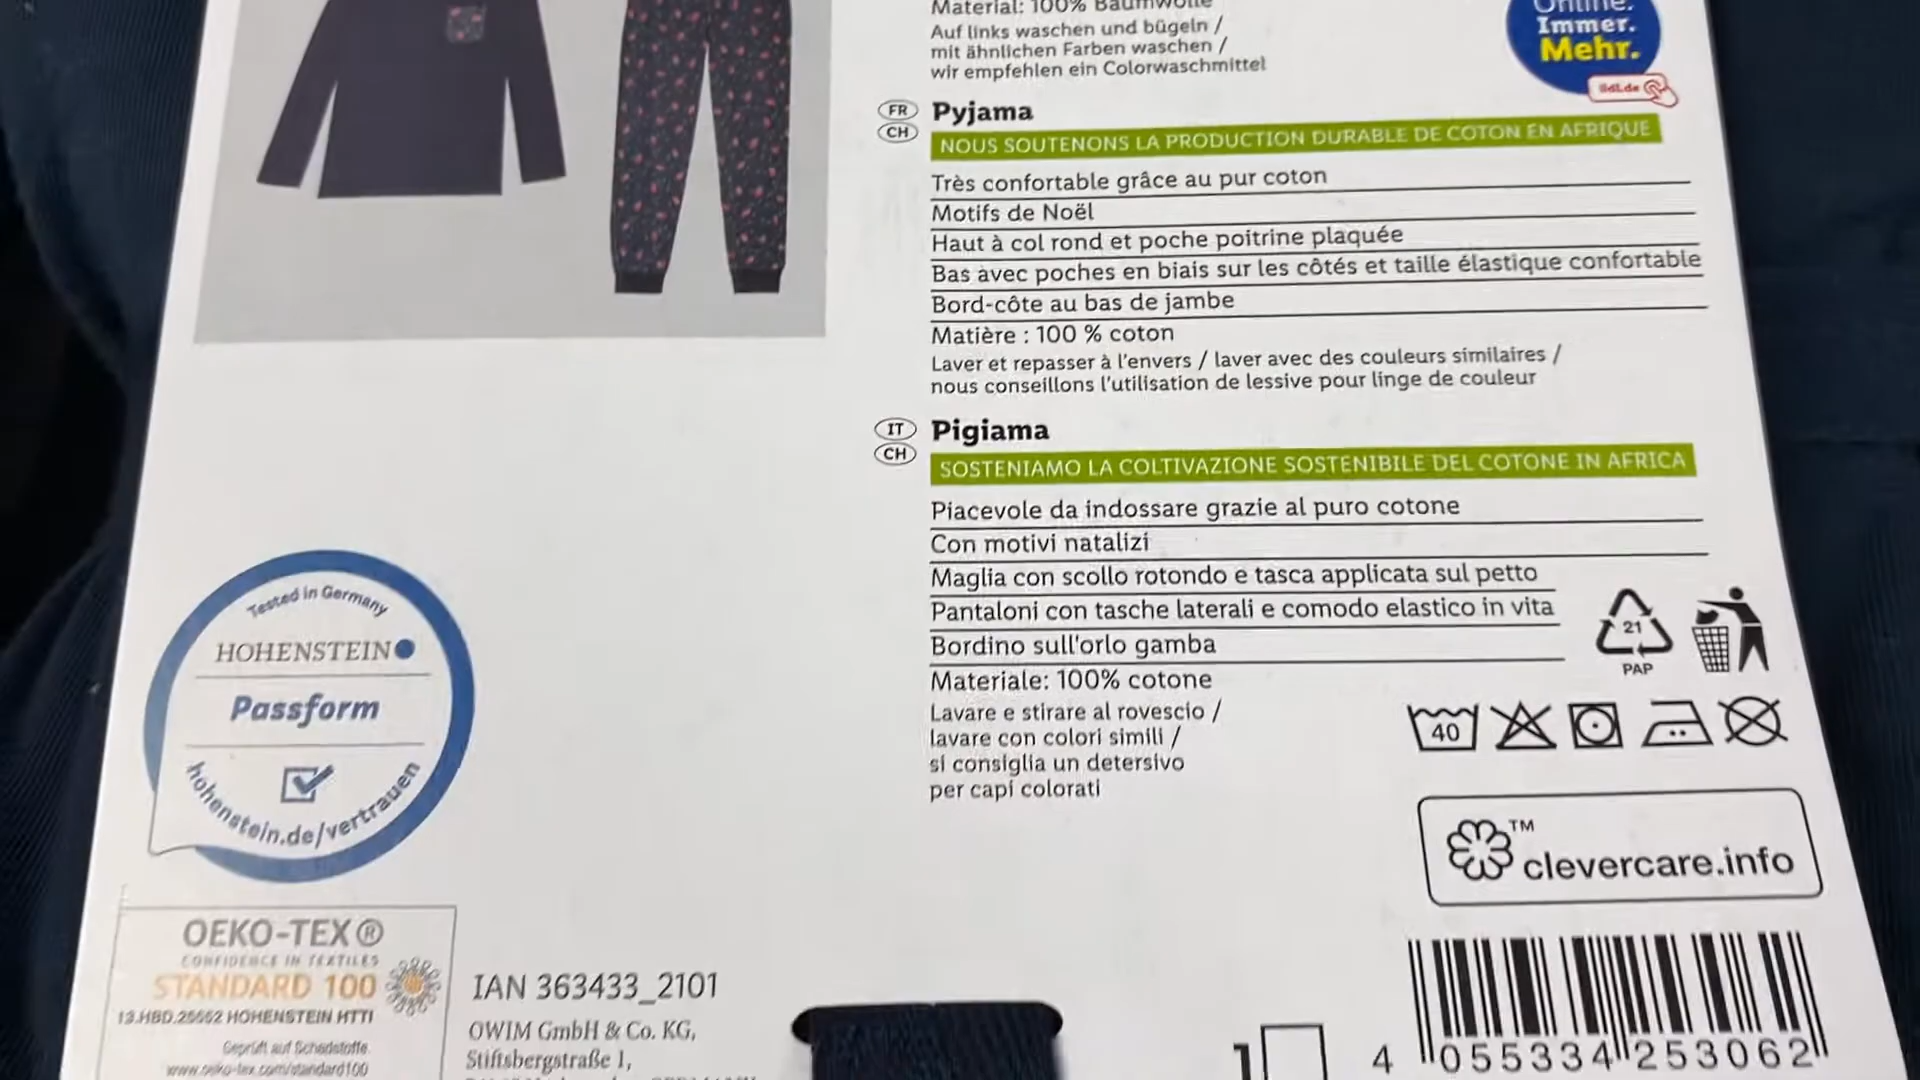 Material: 100% Baumwolle
Auf links waschen und bügeln /
mit ähnlichen Farben waschen /
wir empfehlen ein Colorwaschmittel
Online.
Immer.
Mehr.
lidl.de
FR
CH
Pyjama
NOUS SOUTENONS LA PRODUCTION DURABLE DE COTON EN AFRIQUE
Très confortable grâce au pur coton
Motifs de Noël
Haut à col rond et poche poitrine plaquée
Bas avec poches en biais sur les côtés et taille élastique confortable
Bord-côte au bas de jambe
Matière : 100 % coton
Laver et repasser à l'envers / laver avec des couleurs similaires /
nous conseillons l'utilisation de lessive pour linge de couleur
IT
CH
Pigiama
SOSTENIAMO LA COLTIVAZIONE SOSTENIBILE DEL COTONE IN AFRICA
Piacevole da indossare grazie al puro cotone
Con motivi natalizi
Maglia con scollo rotondo e tasca applicata sul petto
Pantaloni con tasche laterali e comodo elastico in vita
Bordino sull'orlo gamba
Materiale: 100% cotone
Lavare e stirare al rovescio /
lavare con colori simili /
si consiglia un detersivo
per capi colorati
21
PAP
40
TM
clevercare.info
Tested in Germany
HOHENSTEIN
Passform
hohenstein.de/vertrauen
OEKO-TEX®
CONFIDENCE IN TEXTILES
STANDARD 100
13.HBD.25552 HOHENSTEIN HTTI
Geprüft auf Schadstoffe.
www.oeko-tex.com/standard100
IAN 363433_2101
OWIM GmbH & Co. KG,
Stiftsbergstraße 1,
1
4 055334 253062